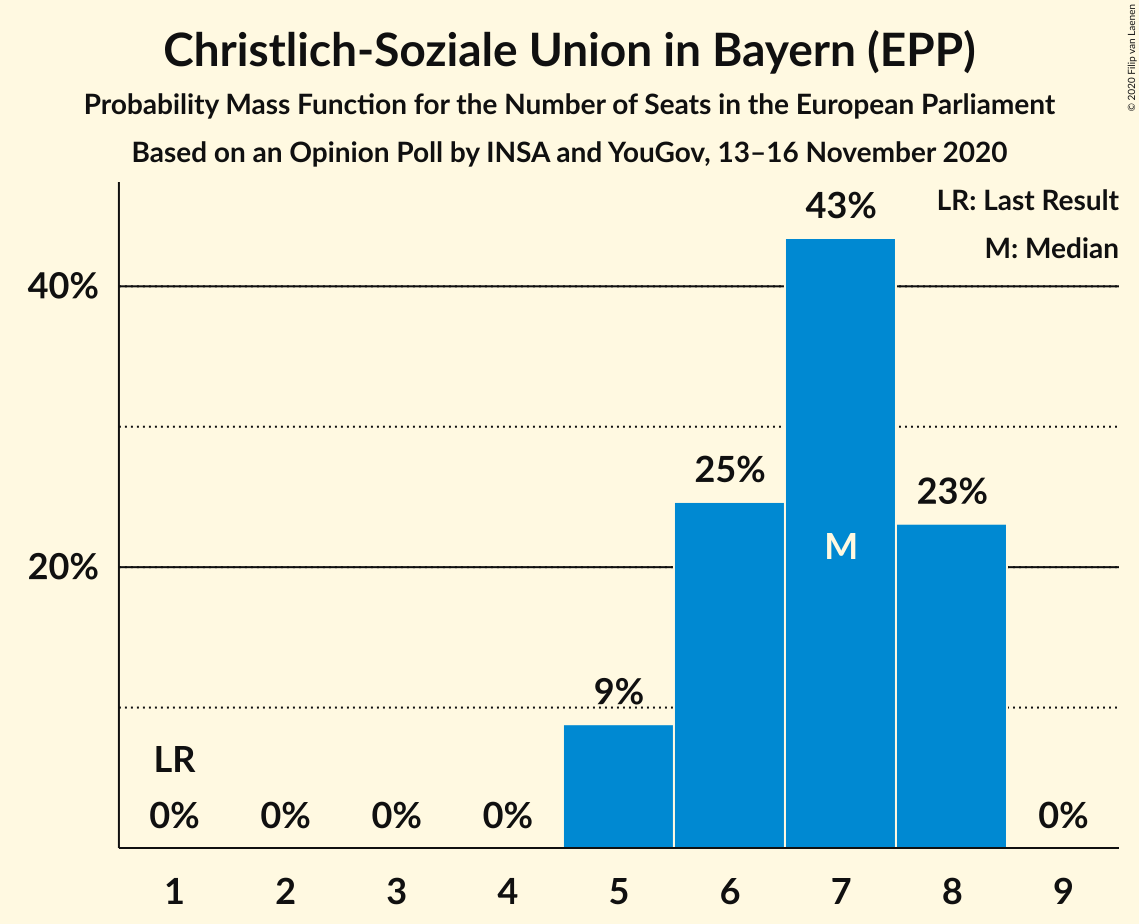 Christlich-Soziale Union in Bayern (EPP)
Probability Mass Function for the Number of Seats in the European Parliament
Based on an Opinion Poll by INSA and YouGov, 13–16 November 2020
© 2020 Filip van Laenen
LR: Last Result
M: Median
43%
40%
25%
23%
M
20%
9%
LR
0% 0% 0% 0% 0%
1 2 3 4 5 6 7 8 9